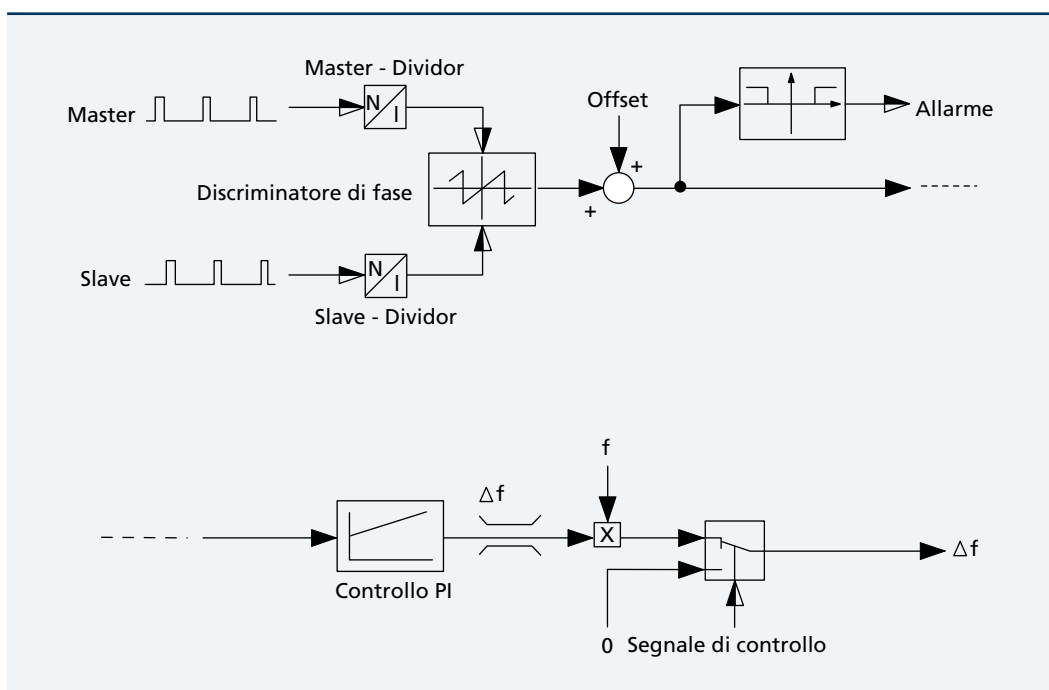 Master - Dividor
Master
N
I
Offset
+
+
Allarme
Discriminatore di fase
Slave
N
I
Slave - Dividor
f
Δf
X
Δf
Controllo PI
0
Segnale di controllo